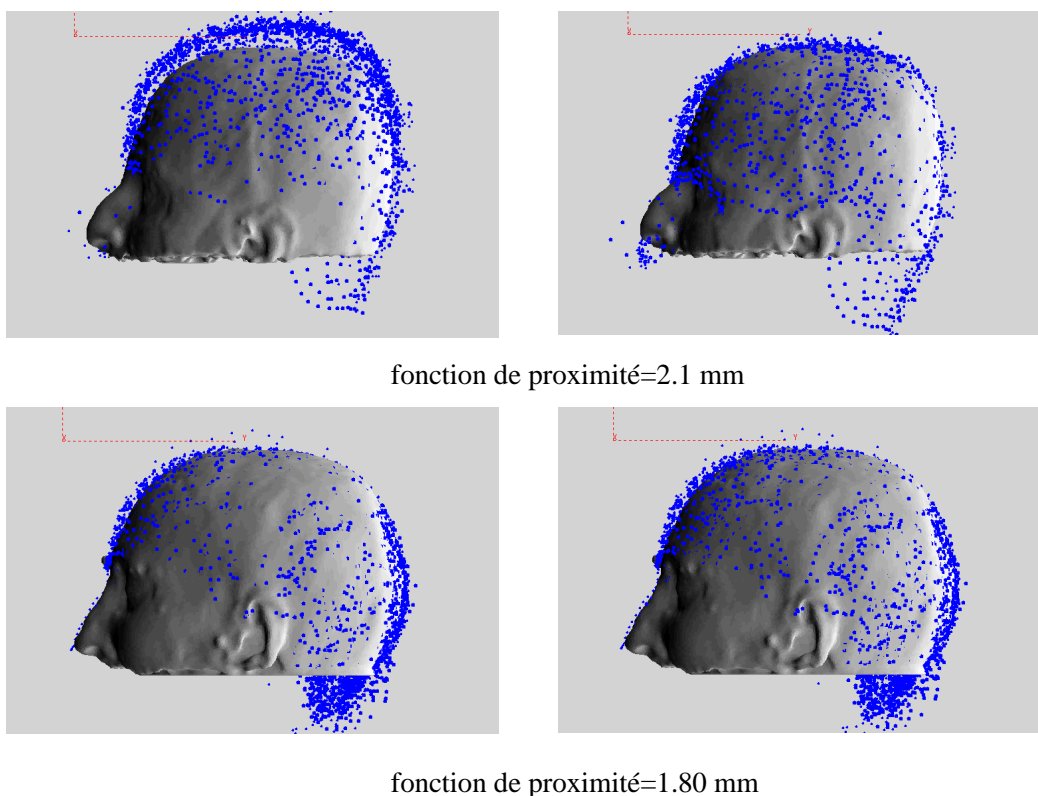 X Y
fonction de proximité=2.1 mm
X Y
X Y
fonction de proximité=1.80 mm